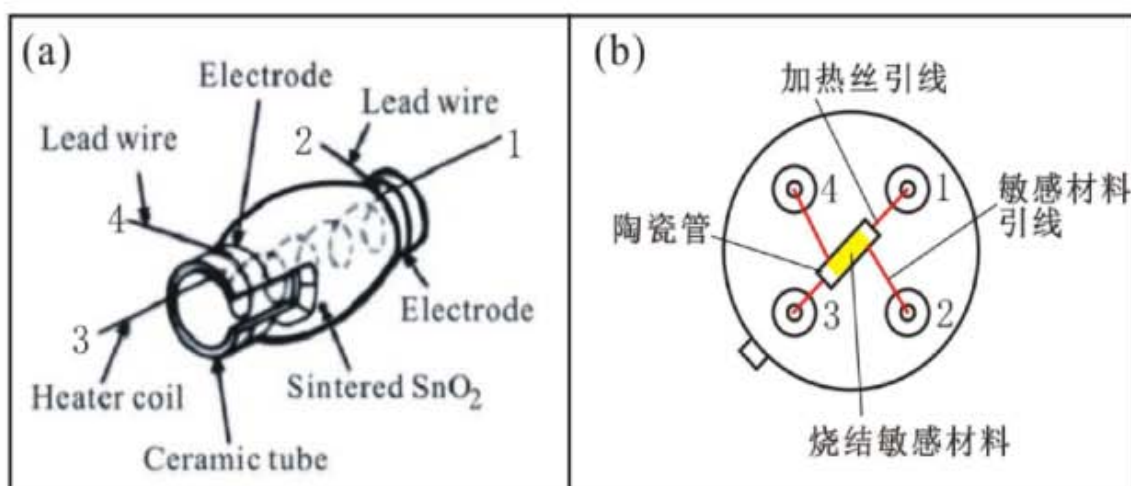 (a)
Electrode
Lead wire
2
1
Lead wire
4
3
Electrode
Heater coil
Sintered SnO₂
Ceramic tube
(b)
加热丝引线
4
1
敏感材料
引线
陶瓷管
3
2
烧结敏感材料